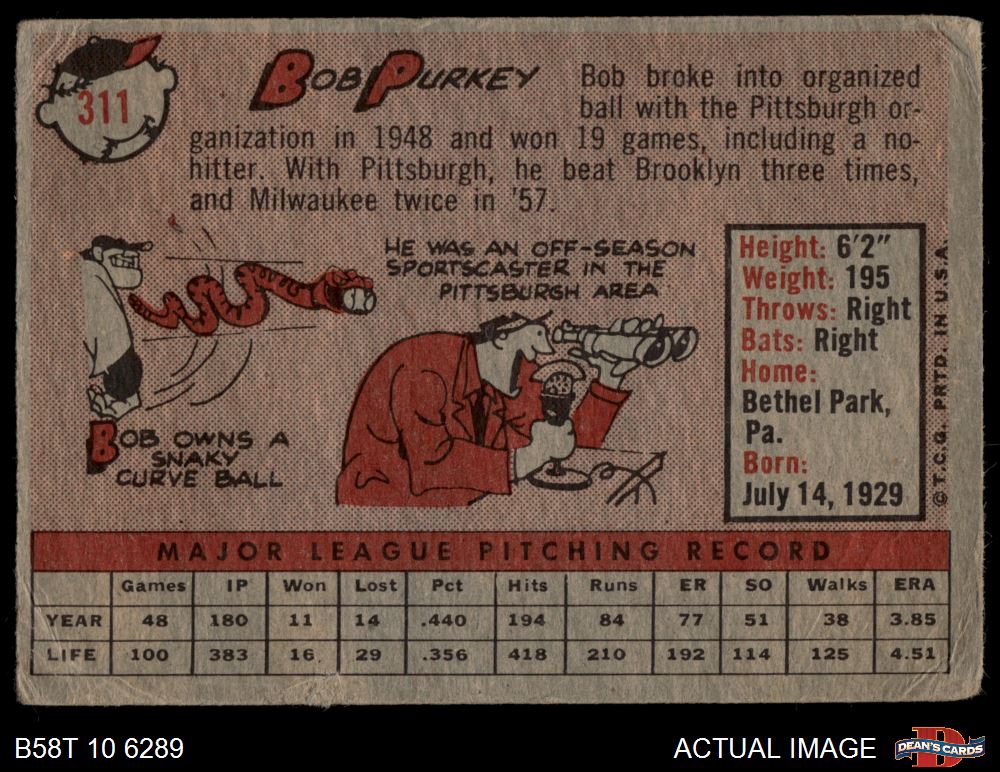 311
BOB PURKEY
Bob broke into organized
ball with the Pittsburgh or-
ganization in 1948 and won 19 games, including a no-
hitter. With Pittsburgh, he beat Brooklyn three times,
and Milwaukee twice in '57.
HE WAS AN OFF-SEASON
SPORTSCASTER IN THE
PITTSBURGH AREA
BOB OWNS A
SNAKY
CURVE BALL
Height: 6'2"
Weight: 195
Throws: Right
Bats: Right
Home:
Bethel Park,
Pa.
Born:
July 14, 1929
© T.C.G. PRTD. IN U.S.A.
MAJOR LEAGUE PITCHING RECORD
Games IP Won Lost Pct Hits Runs ER SO Walks ERA
YEAR 48 180 11 14 .440 194 84 77 51 38 3.85
LIFE 100 383 16 29 .356 418 210 192 114 125 4.51
B58T 10 6289
ACTUAL IMAGE
D
DEAN'S CARDS